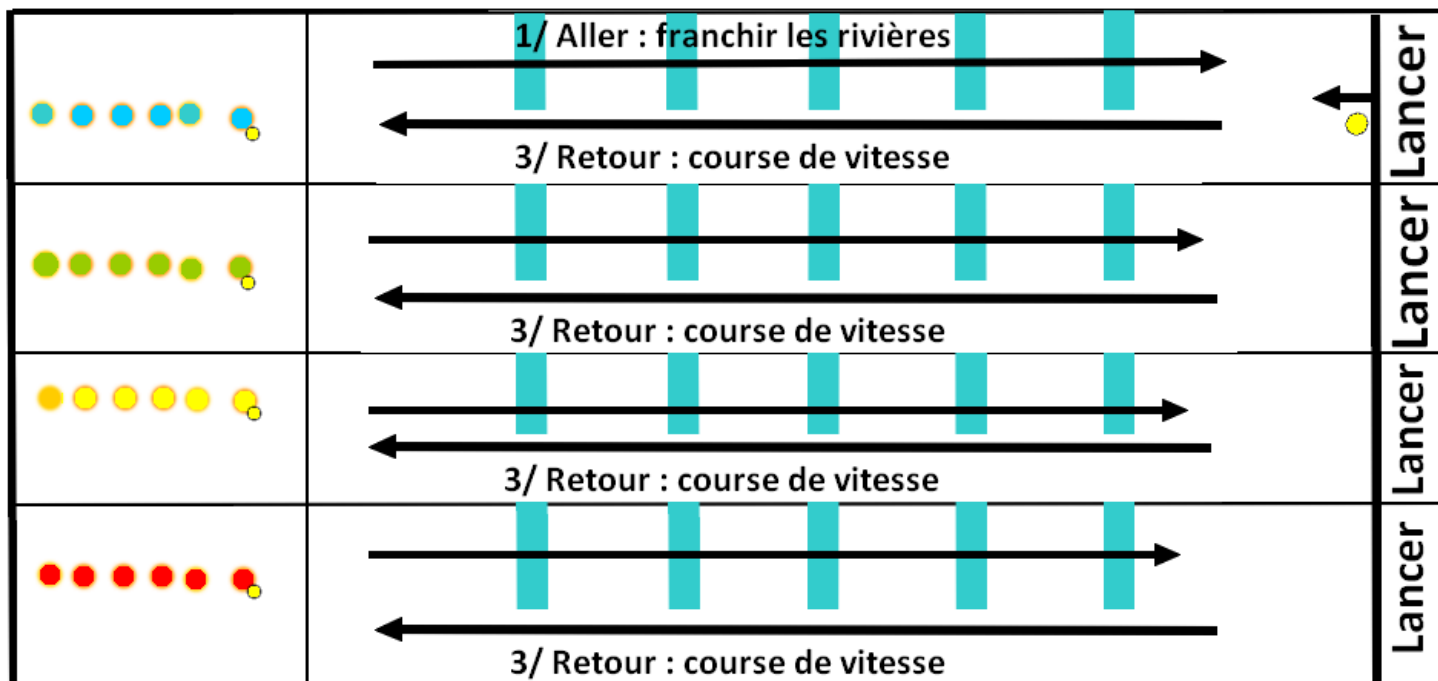 1/ Aller : franchir les rivières
3/ Retour : course de vitesse
Lancer
3/ Retour : course de vitesse
Lancer
3/ Retour : course de vitesse
Lancer
3/ Retour : course de vitesse
Lancer